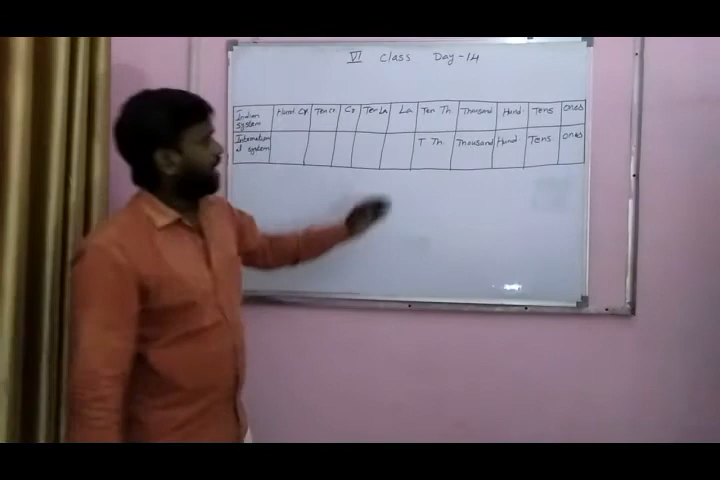 VI Class Day-14
Indian system Hund Cr Ten Cr Cr Ten La La Ten Th. Thousand Hund. Tens ones
International system T Th. Thousand Hund Tens ones